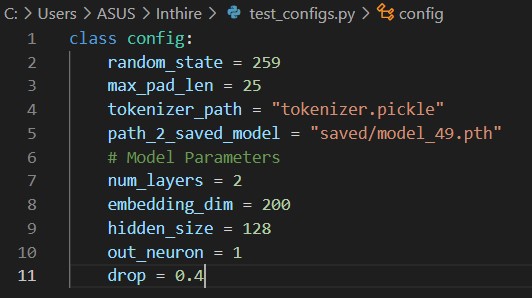 C: > Users > ASUS > Inthire > test_configs.py > config
1 class config:
2     random_state = 259
3     max_pad_len = 25
4     tokenizer_path = "tokenizer.pickle"
5     path_2_saved_model = "saved/model_49.pth"
6     # Model Parameters
7     num_layers = 2
8     embedding_dim = 200
9     hidden_size = 128
10     out_neuron = 1
11     drop = 0.4